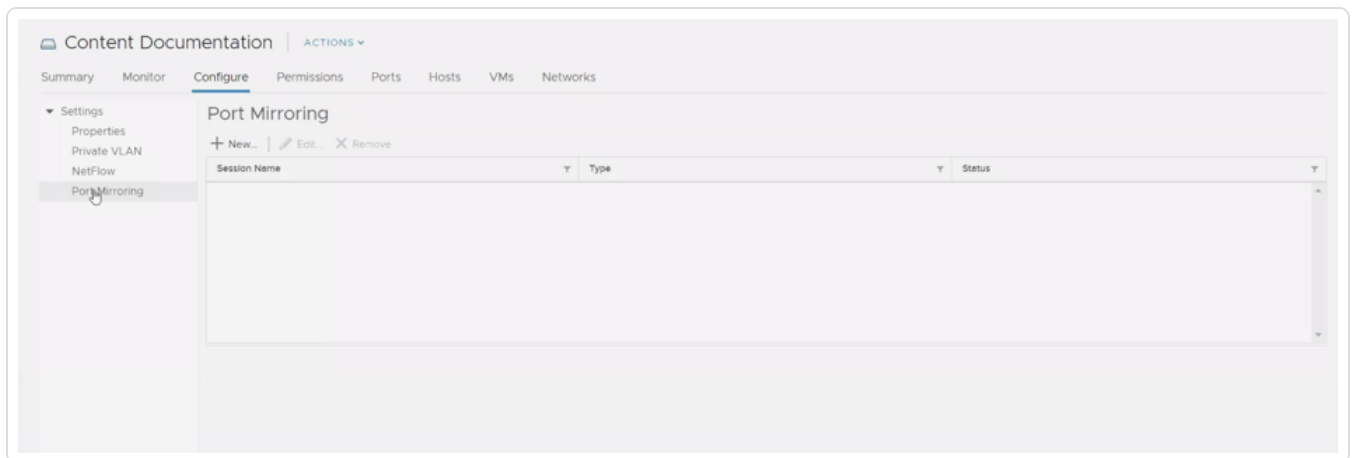 Content Documentation ACTIONS
Summary Monitor Configure Permissions Ports Hosts VMs Networks
Settings
Properties
Private VLAN
NetFlow
Port Mirroring
Port Mirroring
New... Edit... Remove
Session Name Type Status